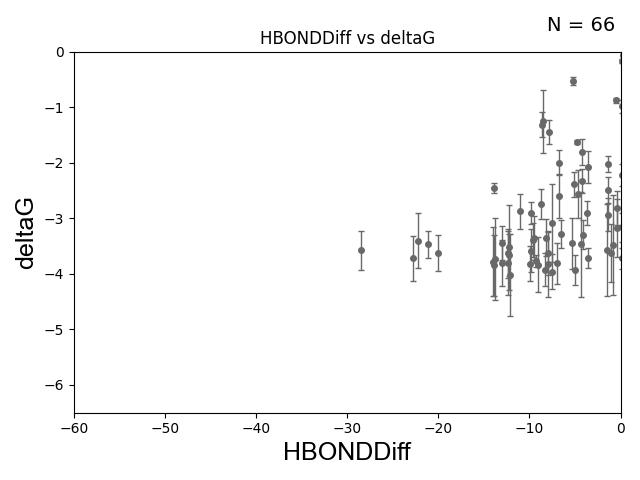 N = 66
HBONDDiff vs deltaG
0
−1
−2
−3
−4
−5
−6
deltaG
−60 −50 −40 −30 −20 −10 0
HBONDDiff